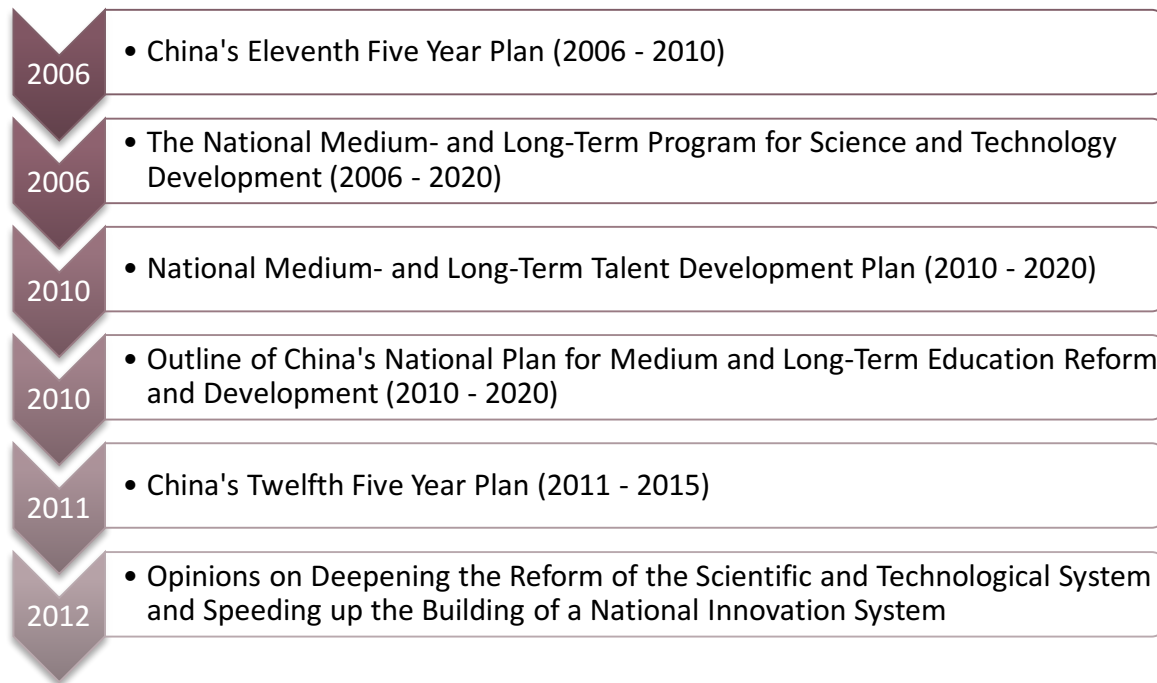 2006
• China's Eleventh Five Year Plan (2006 - 2010)
2006
• The National Medium- and Long-Term Program for Science and Technology
Development (2006 - 2020)
2010
• National Medium- and Long-Term Talent Development Plan (2010 - 2020)
2010
• Outline of China's National Plan for Medium and Long-Term Education Reform
and Development (2010 - 2020)
2011
• China's Twelfth Five Year Plan (2011 - 2015)
2012
• Opinions on Deepening the Reform of the Scientific and Technological System
and Speeding up the Building of a National Innovation System